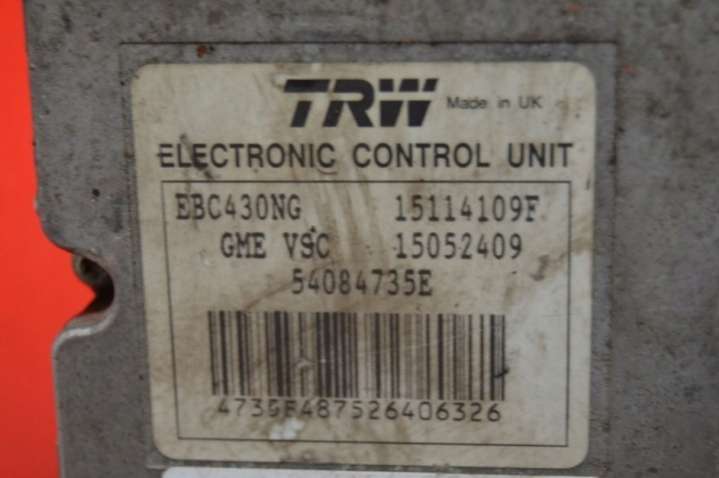 TRW Made in UK
ELECTRONIC CONTROL UNIT
EBC430NG 15114109F
GME VSC 15052409
54084735E
4735F487526406326